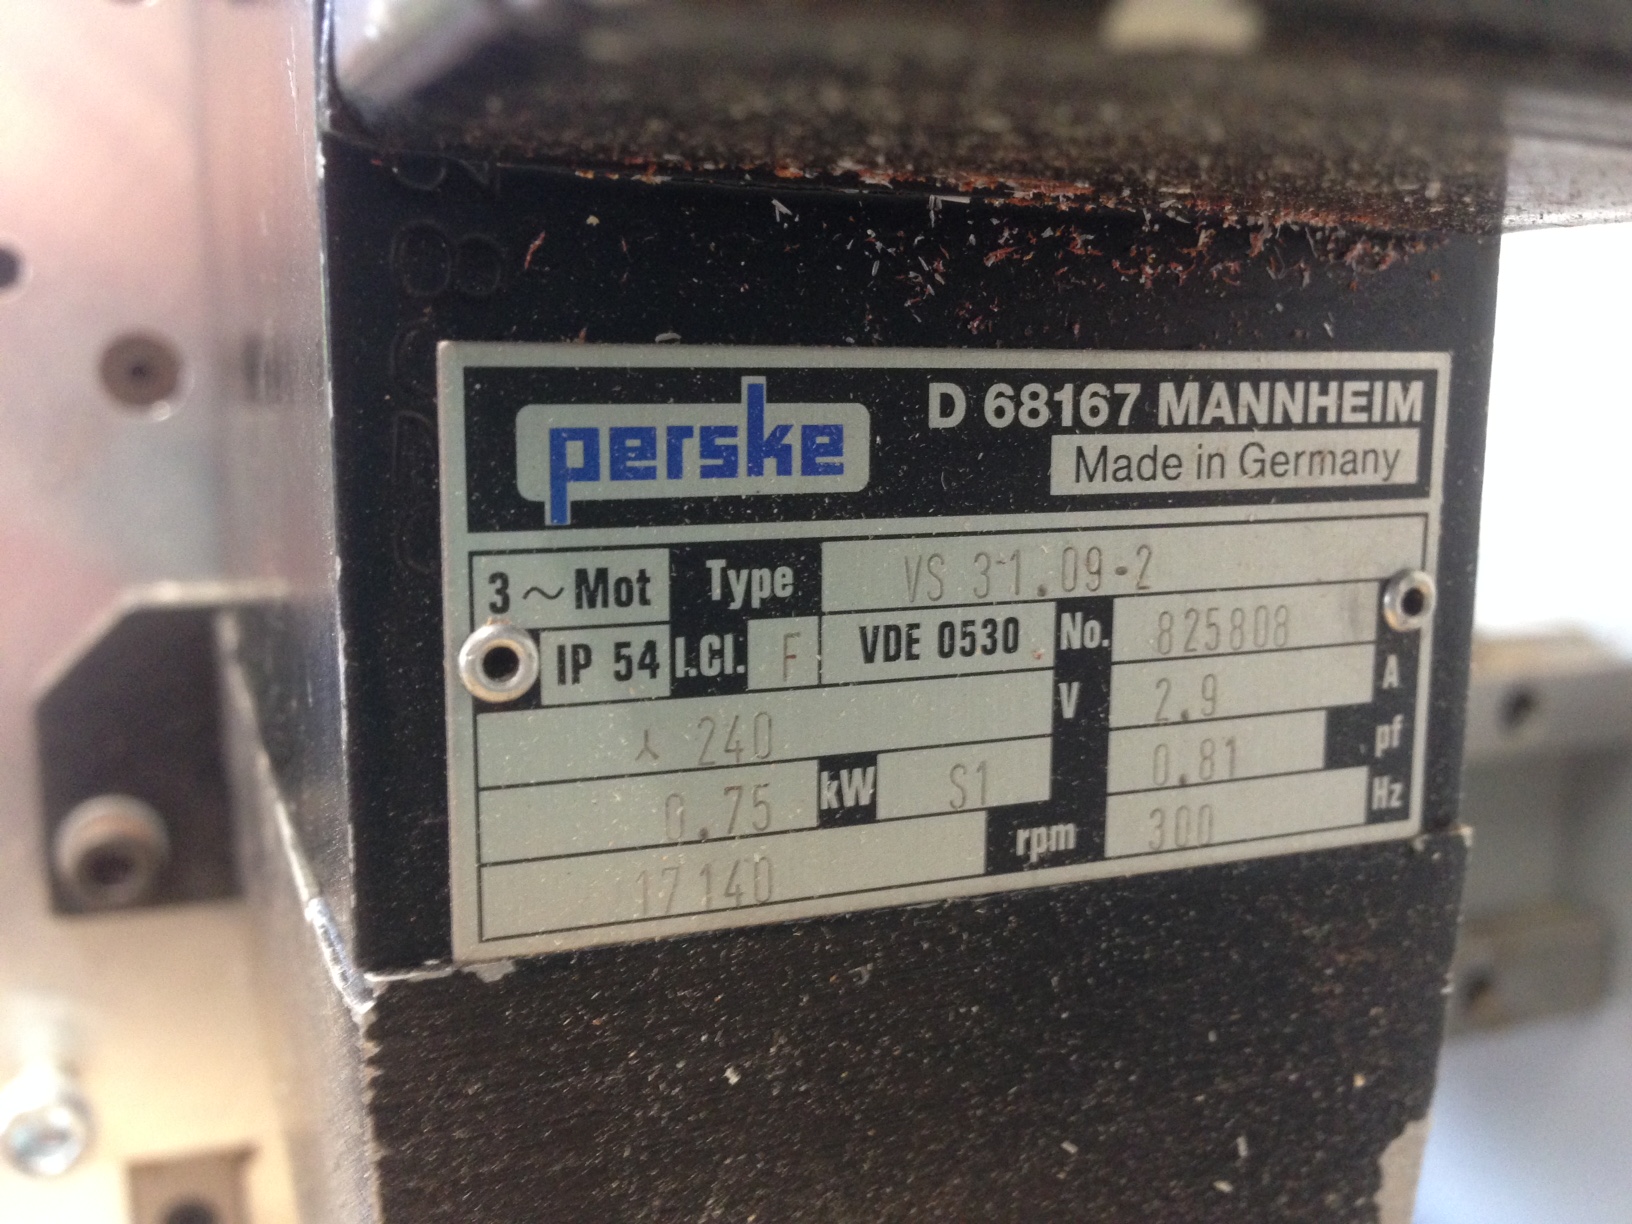 perske
D 68167 MANNHEIM
Made in Germany
3 ~ Mot Type VS 31.09-2
IP 54 I.Cl. F VDE 0530 No. 825808
⅄ 240 V 2.9 A
0.75 kW S1 0.81 pf
17140 rpm 300 Hz